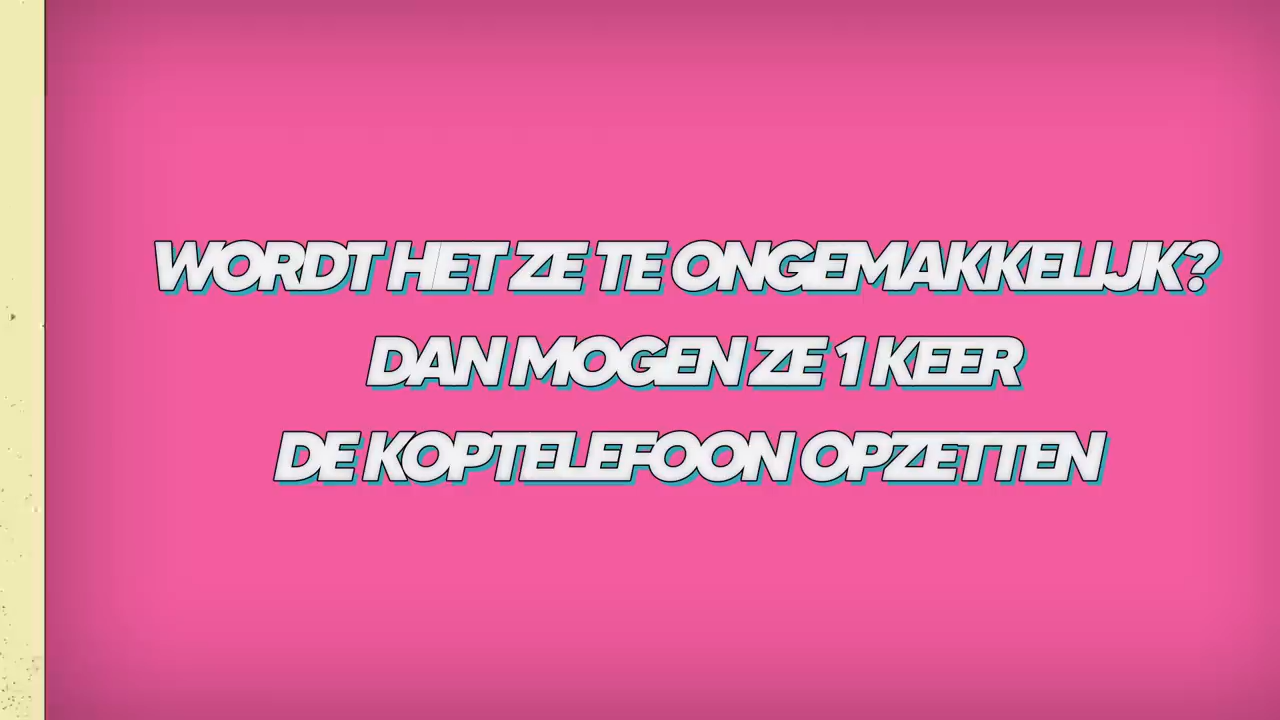 WORDT HET ZE TE ONGEMAKKELIJK?
DAN MOGEN ZE 1 KEER
DE KOPTELEFOON OPZETTEN